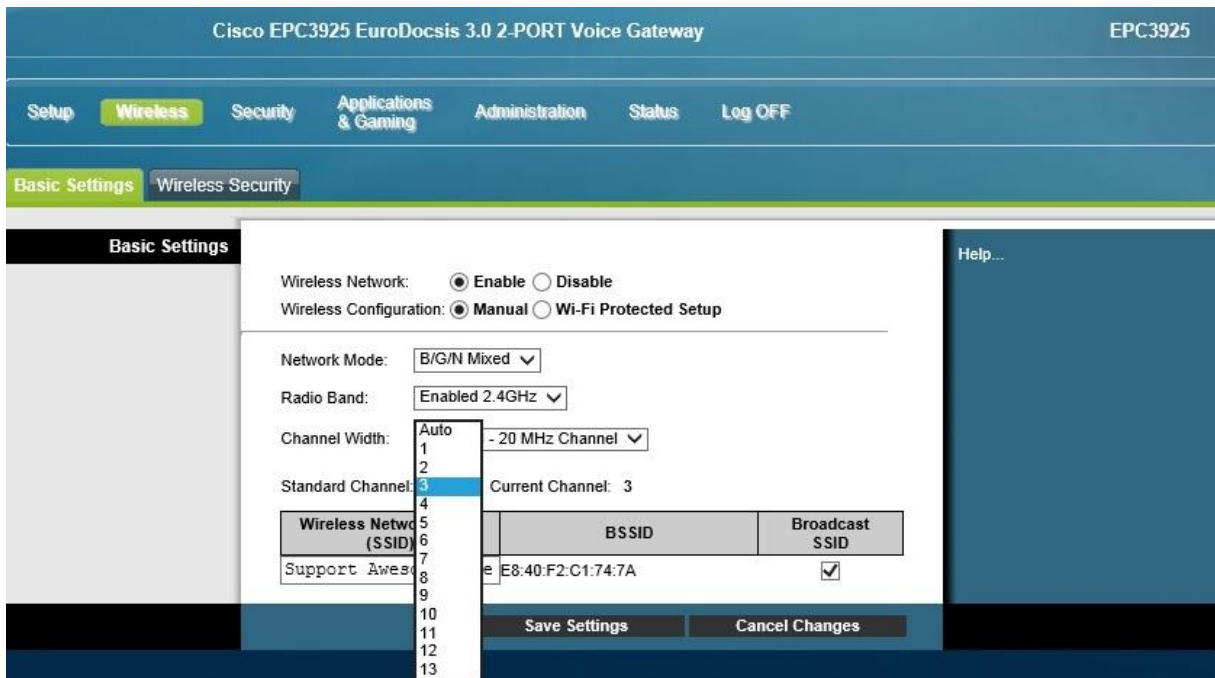 Cisco EPC3925 EuroDocsis 3.0 2-PORT Voice Gateway EPC3925
Setup Wireless Security Applications & Gaming Administration Status Log OFF
Basic Settings Wireless Security
Basic Settings
Help...
Wireless Network: Enable Disable
Wireless Configuration: Manual Wi-Fi Protected Setup
Network Mode: B/G/N Mixed
Radio Band: Enabled 2.4GHz
Channel Width: - 20 MHz Channel
Standard Channel: Current Channel: 3
Auto
1
2
3
4
5
6
7
8
9
10
11
12
13
Wireless (SSID) BSSID Broadcast SSID
Support E8:40:F2:C1:74:7A
Save Settings Cancel Changes